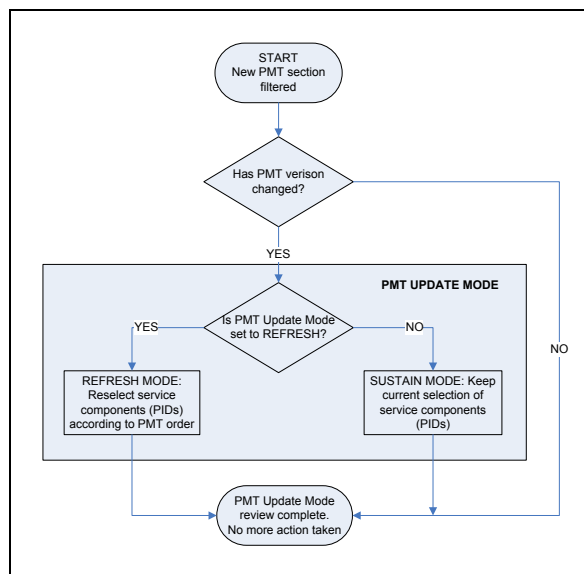 START
New PMT section
filtered
Has PMT verison
changed?
YES
PMT UPDATE MODE
Is PMT Update Mode
set to REFRESH?
YES
NO
NO
REFRESH MODE:
Reselect service
components (PIDs)
according to PMT order
SUSTAIN MODE: Keep
current selection of
service components
(PIDs)
PMT Update Mode
review complete.
No more action taken